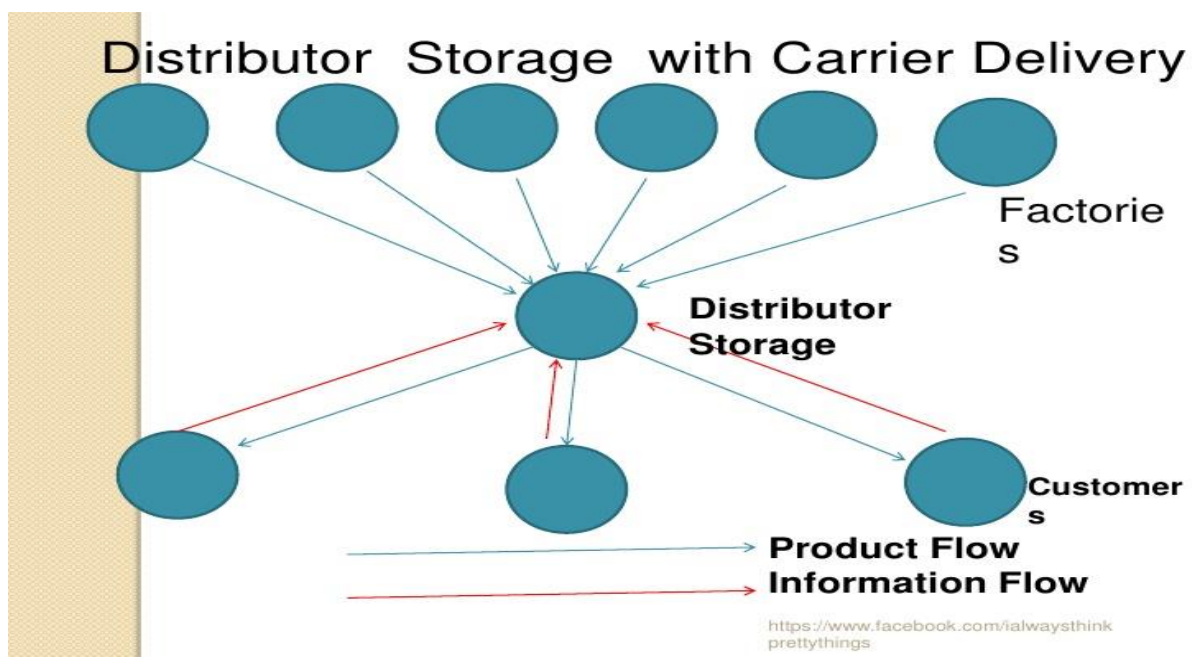 Distributor Storage with Carrier Delivery
Factorie
s
Distributor
Storage
Customer
s
Product Flow
Information Flow
https://www.facebook.com/ialwaysthink
prettythings